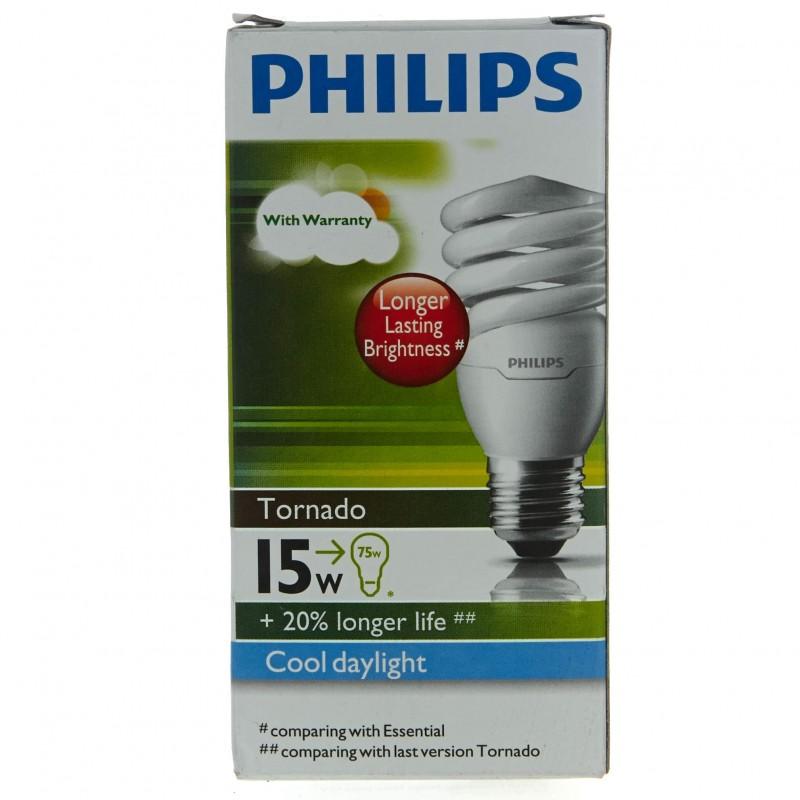 PHILIPS
With Warranty
Longer
Lasting
Brightness #
PHILIPS
Tornado
15w → 75w *
+ 20% longer life ##
Cool daylight
# comparing with Essential
## comparing with last version Tornado